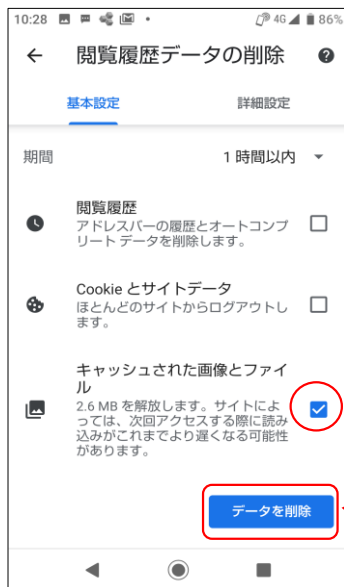 10:28 4G 86%
閲覧履歴データの削除
基本設定 詳細設定
期間 1 時間以内
閲覧履歴
アドレスバーの履歴とオートコンプ
リート データを削除します。
Cookie とサイトデータ
ほとんどのサイトからログアウトし
ます。
キャッシュされた画像とファイ
ル
2.6 MB を解放します。サイトによ
っては、次回アクセスする際に読み
込みがこれまでより遅くなる可能性
があります。
データを削除